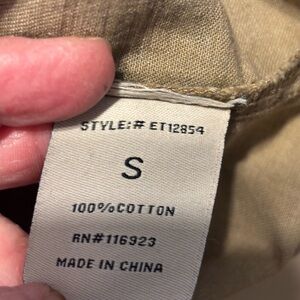 STYLE:# ET12854
S
100%COTTON
RN#116923
MADE IN CHINA